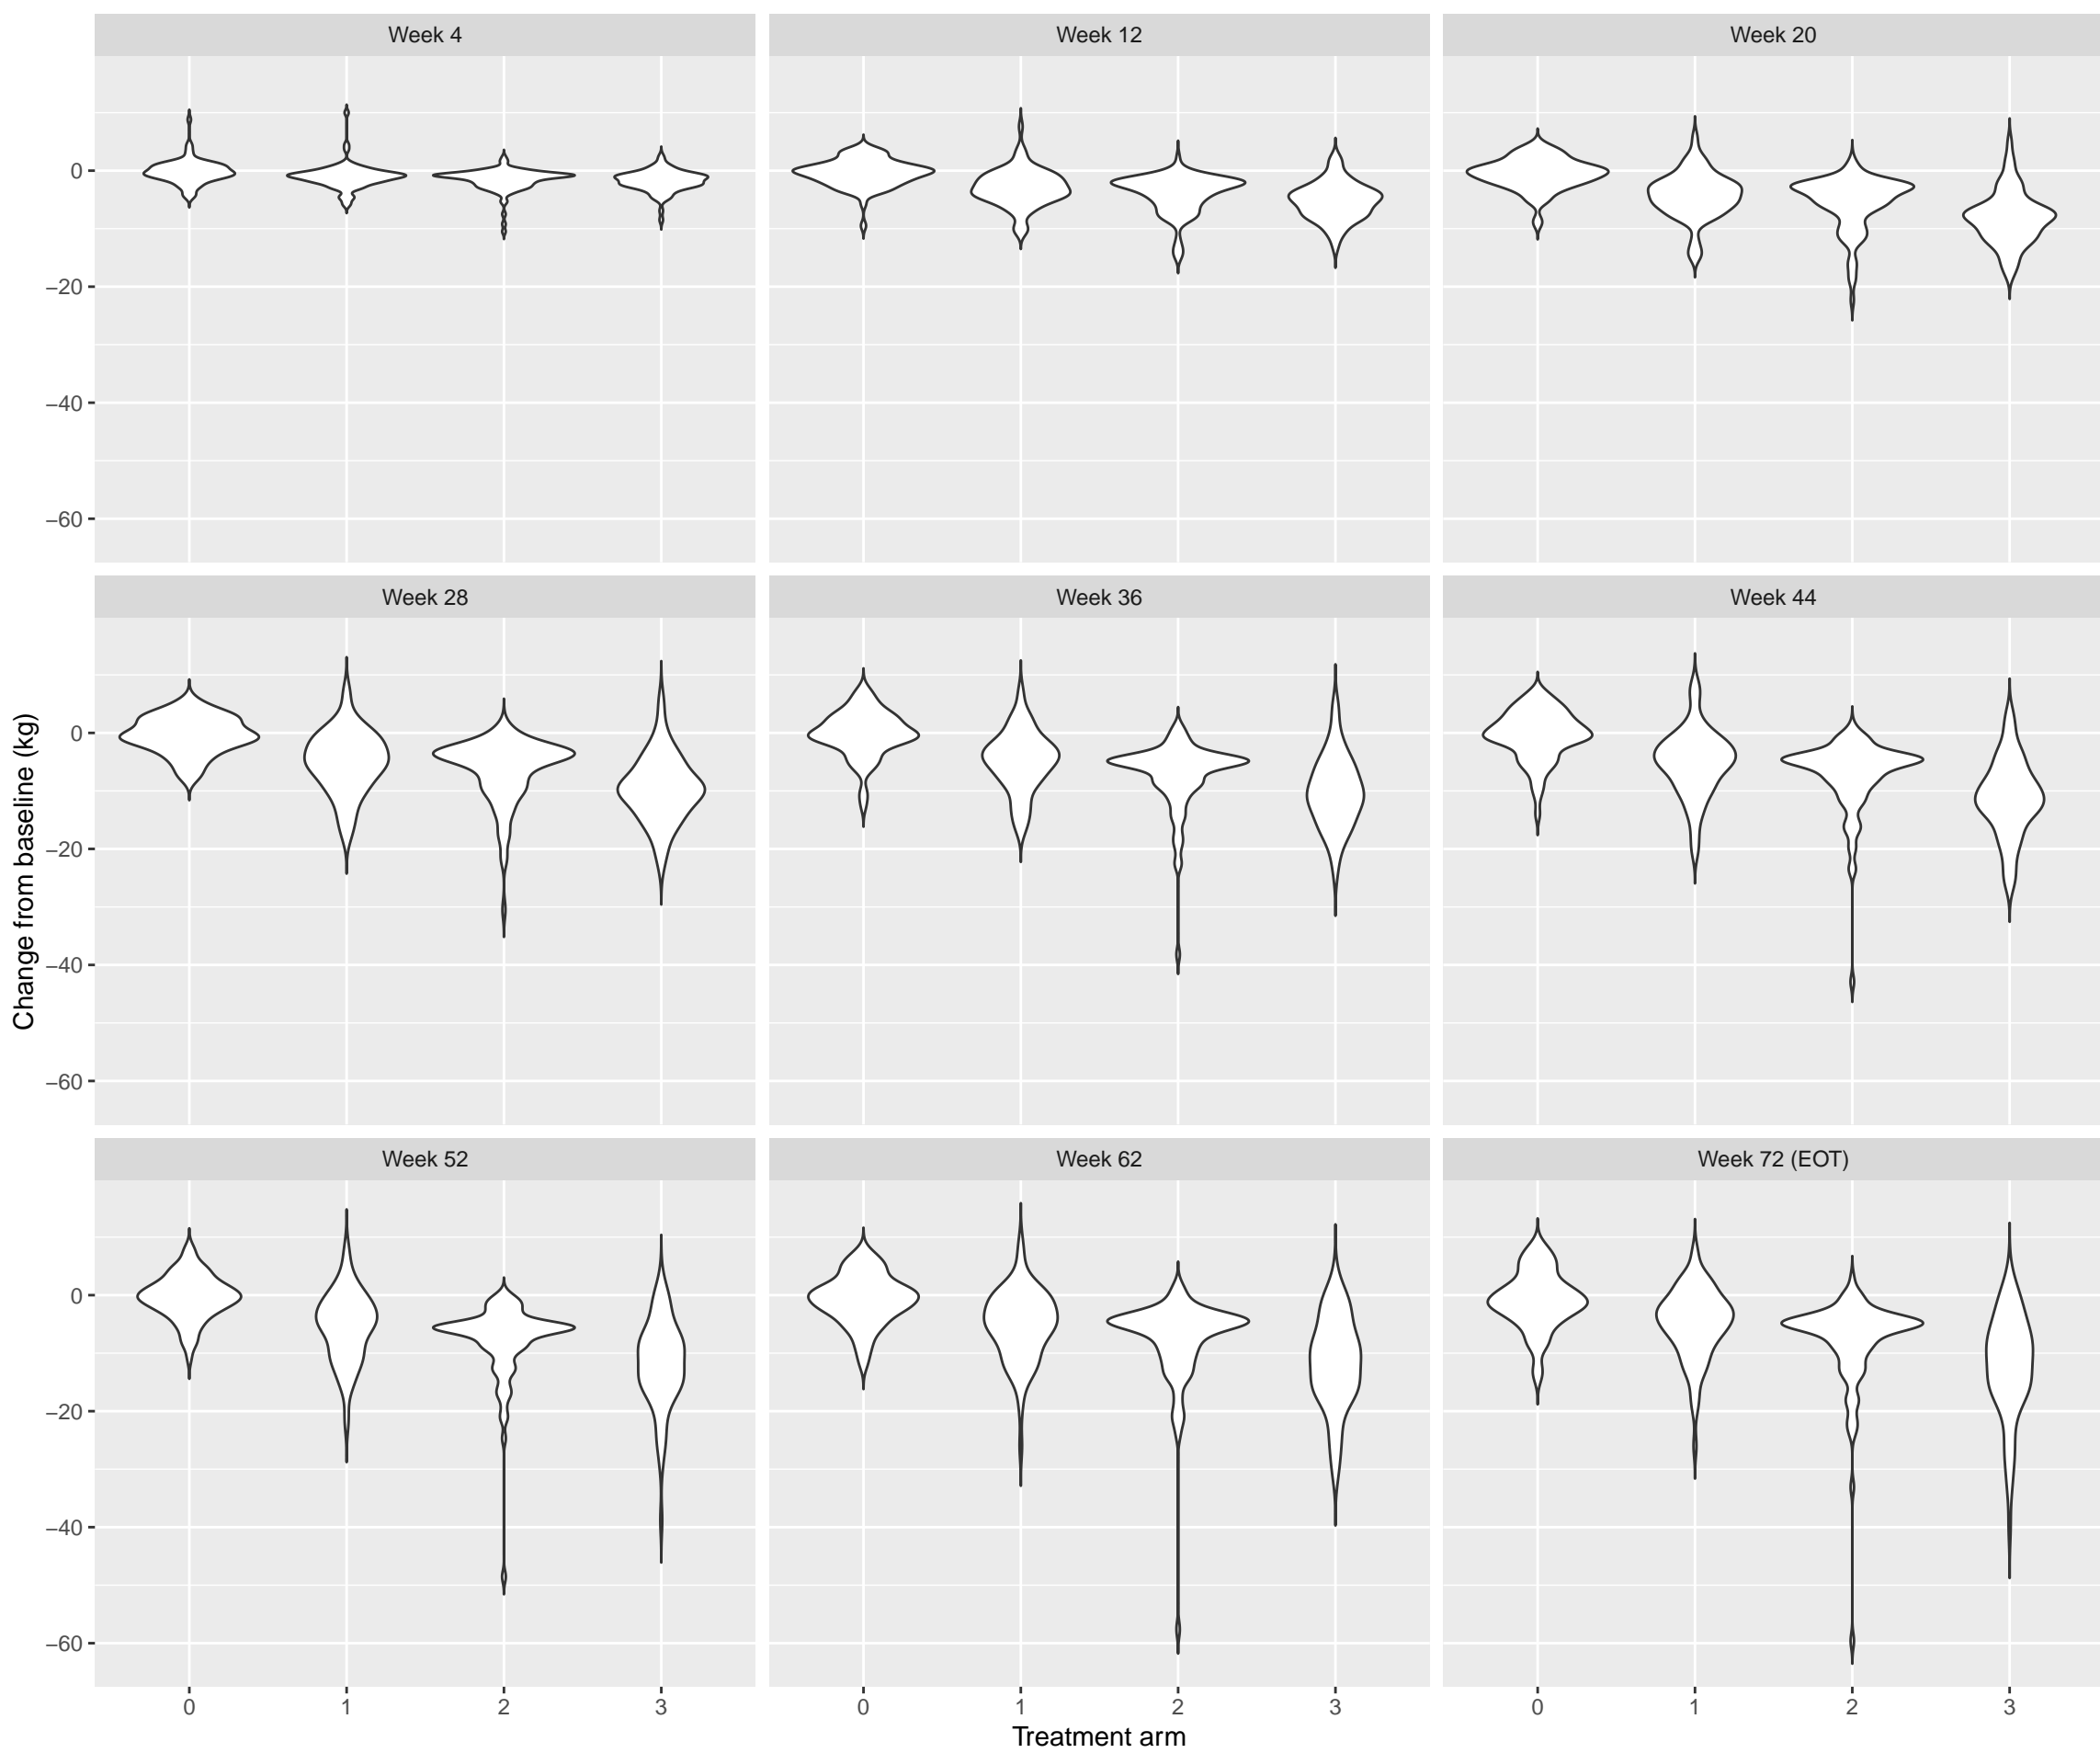 Week 4
Week 12
Week 20
0
−20
−40
−60
Week 28
Week 36
Week 44
0
−20
−40
−60
Week 52
Week 62
Week 72 (EOT)
0
−20
−40
−60
0 1 2 3
0 1 2 3
0 1 2 3
Treatment arm
Change from baseline (kg)